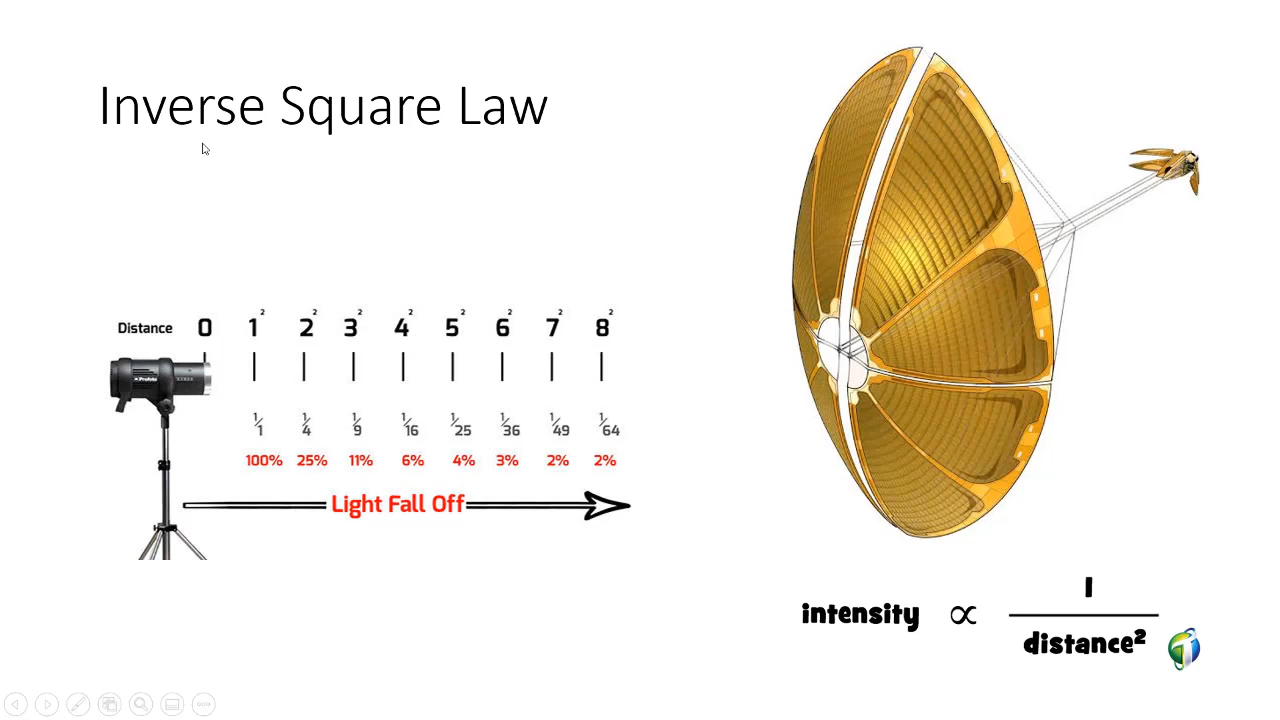 Inverse Square Law
Distance 0 1² 2² 3² 4² 5² 6² 7² 8²
1/1 1/4 1/9 1/16 1/25 1/36 1/49 1/64
100% 25% 11% 6% 4% 3% 2% 2%
Profoto
Light Fall Off
intensity ∝ 1
distance²